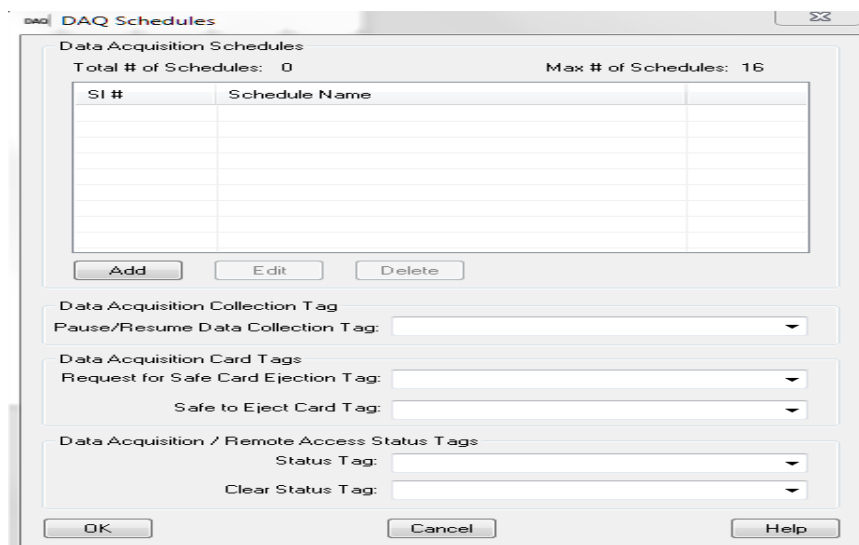 DAQ DAQ Schedules
Data Acquisition Schedules
Total # of Schedules: 0 Max # of Schedules: 16
SI # Schedule Name
Add Edit Delete
Data Acquisition Collection Tag
Pause/Resume Data Collection Tag:
Data Acquisition Card Tags
Request for Safe Card Ejection Tag:
Safe to Eject Card Tag:
Data Acquisition / Remote Access Status Tags
Status Tag:
Clear Status Tag:
OK Cancel Help